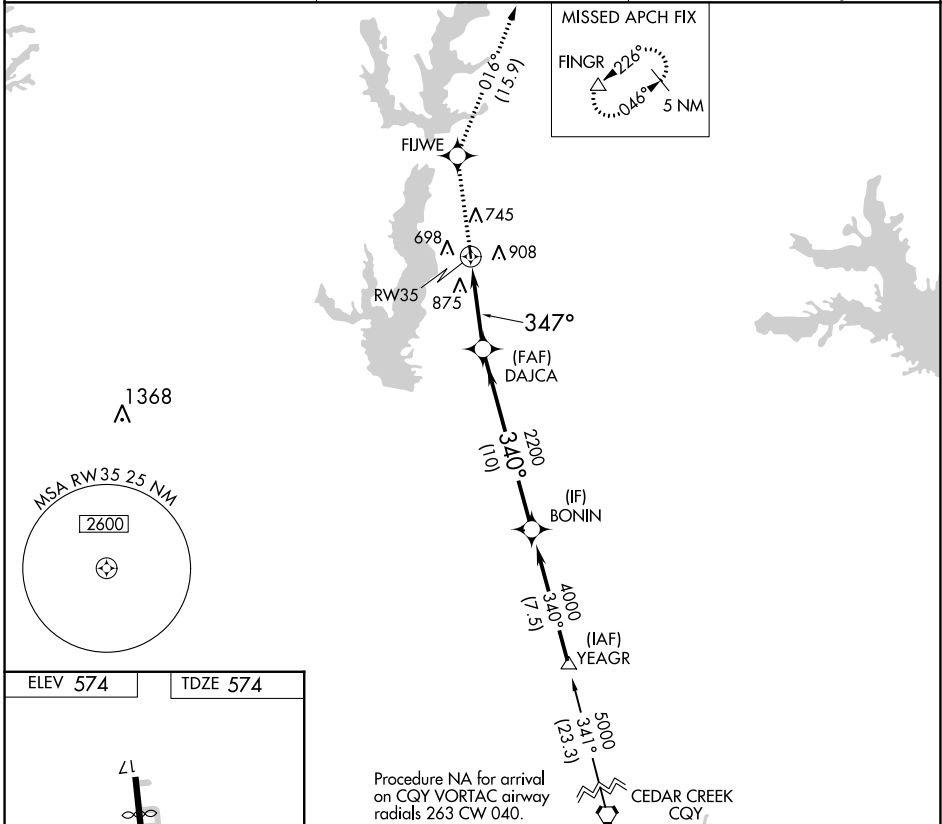 MISSED APCH FIX
FINGR
226°
046°
5 NM
016°
(15.9)
FIJWE
745
698
908
RW35
875
347°
(FAF)
DAJCA
1368
2200
340°
(10)
MSA RW35 25 NM
2600
(IF)
BONIN
4000
340°
(7.5)
(IAF)
YEAGR
ELEV 574
TDZE 574
5000
341°
(23.3)
17
Procedure NA for arrival
on CQY VORTAC airway
radials 263 CW 040.
CEDAR CREEK
CQY